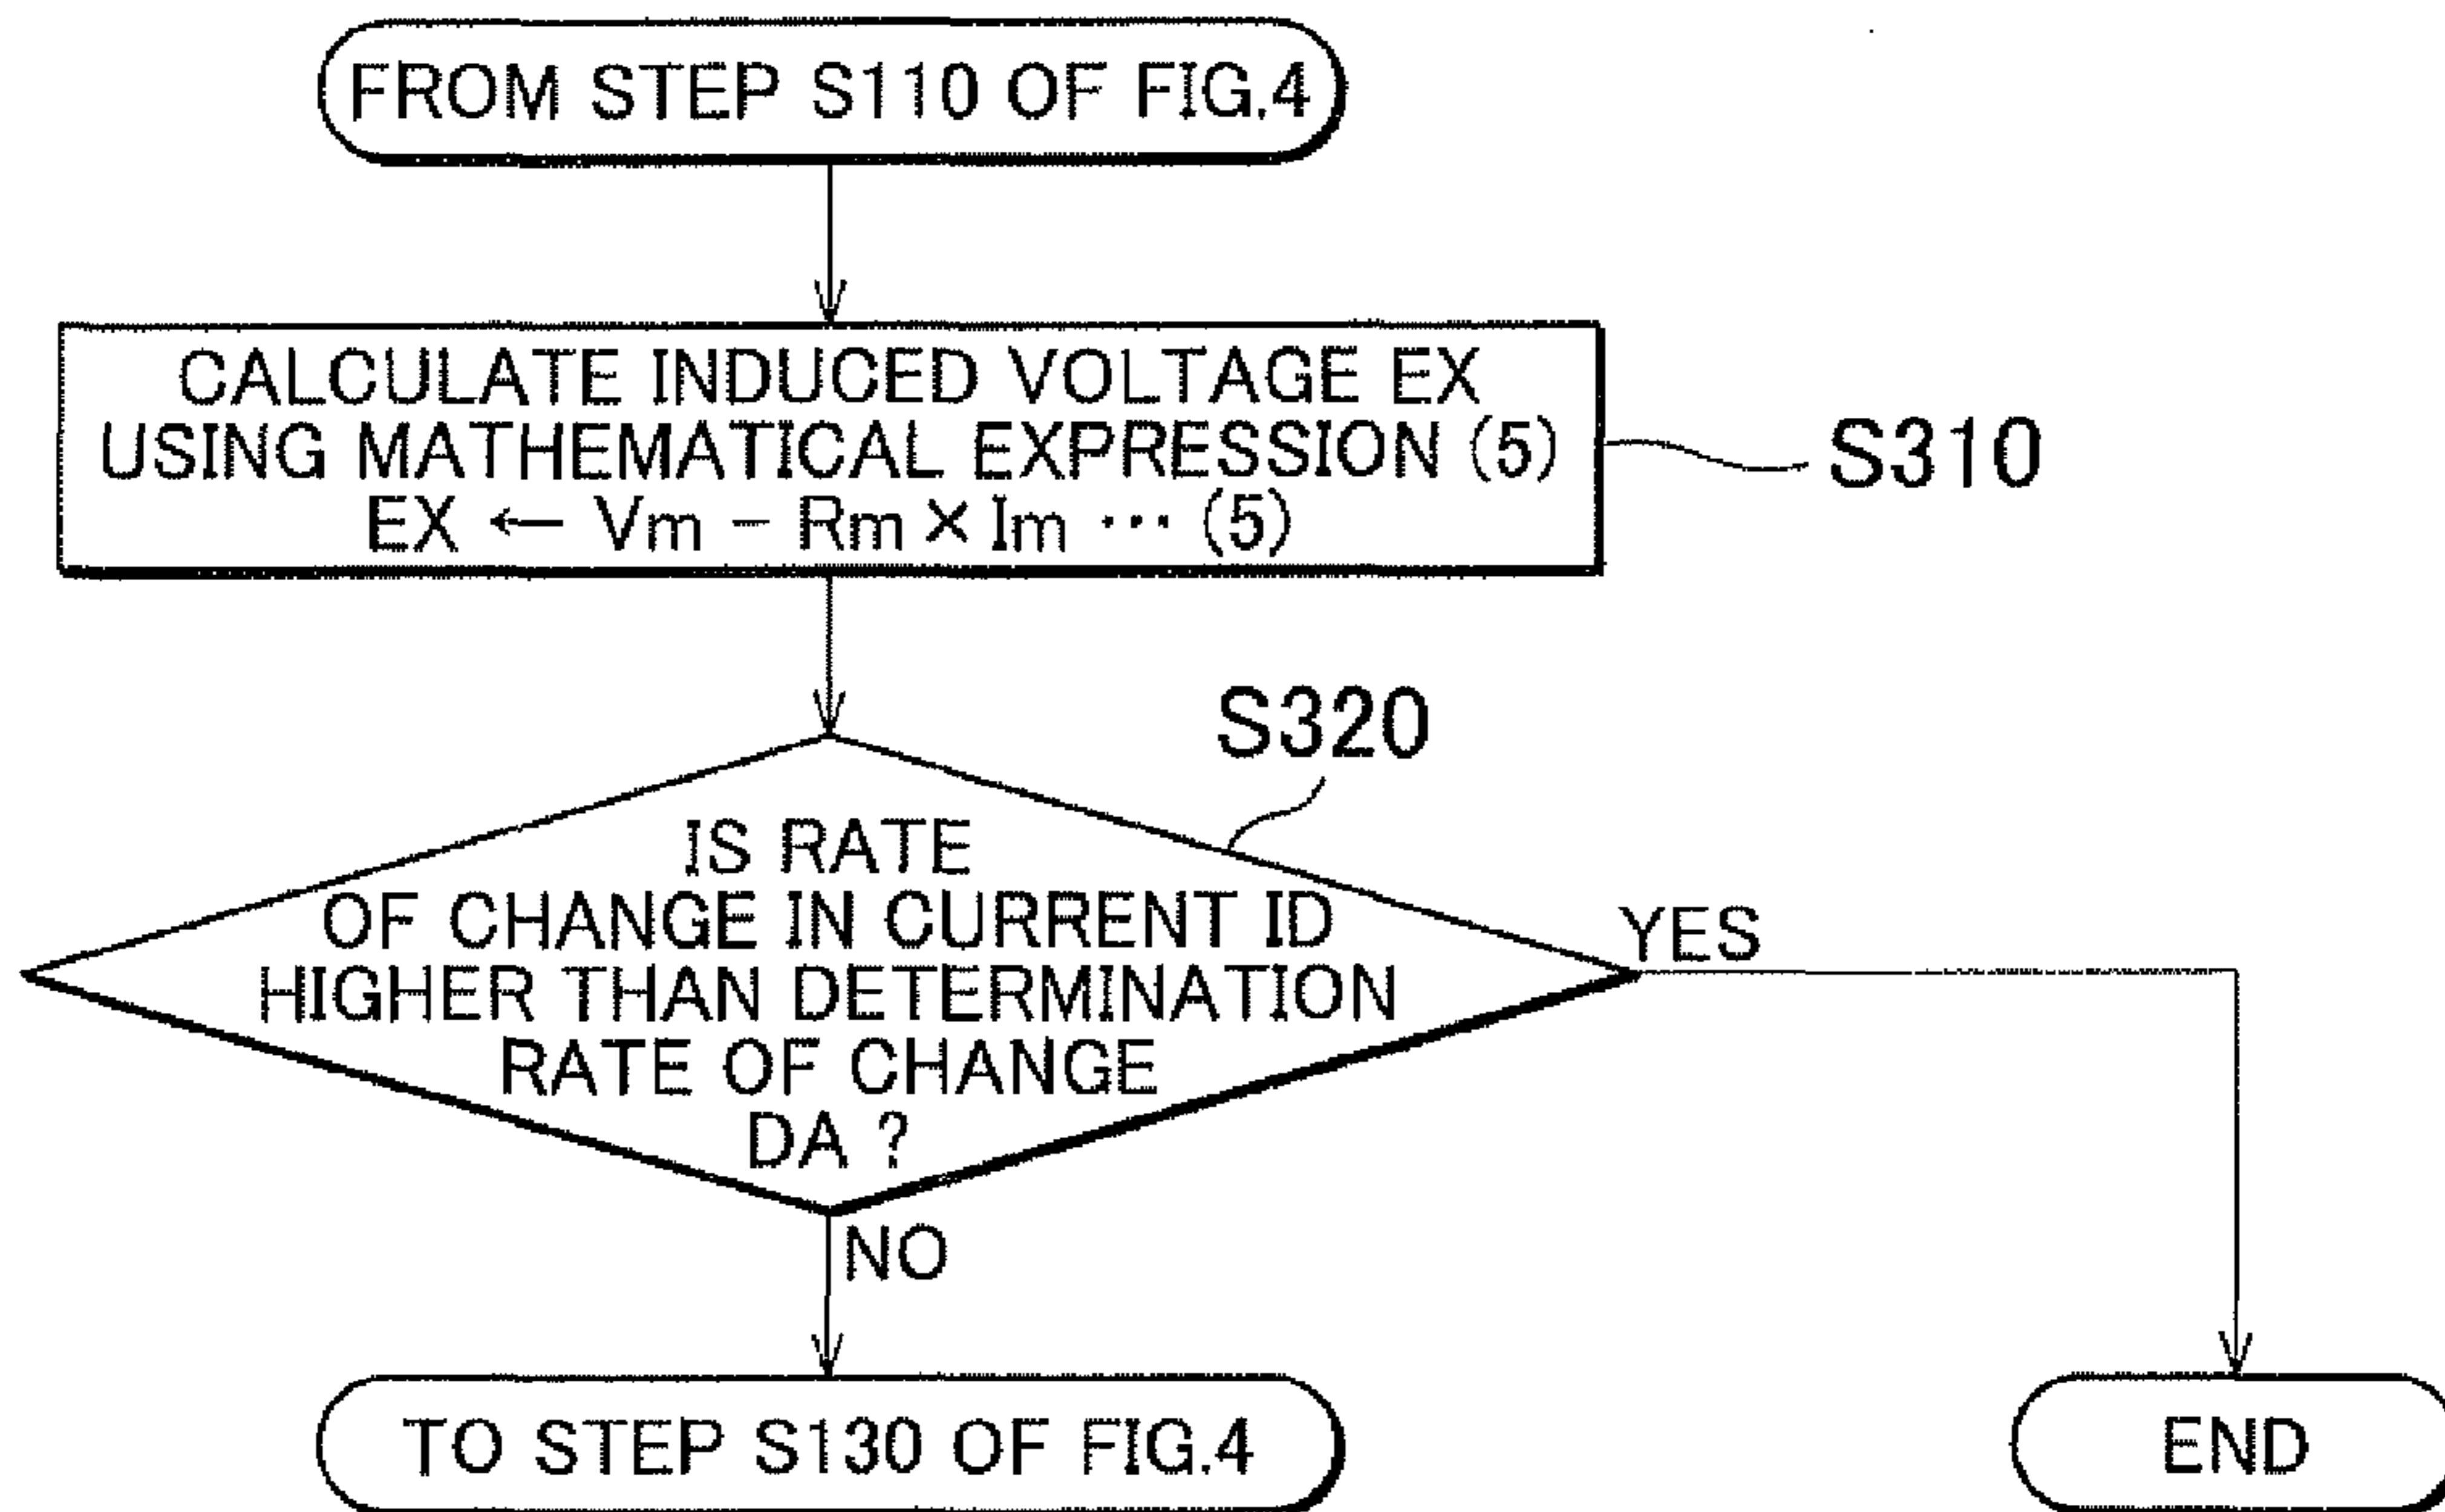 FROM STEP S110 OF FIG.4
CALCULATE INDUCED VOLTAGE EX
USING MATHEMATICAL EXPRESSION (5)
EX ← Vm − Rm × Im ··· (5)
S310
S320
IS RATE
OF CHANGE IN CURRENT ID
HIGHER THAN DETERMINATION
RATE OF CHANGE
DA ?
YES
NO
TO STEP S130 OF FIG.4
END